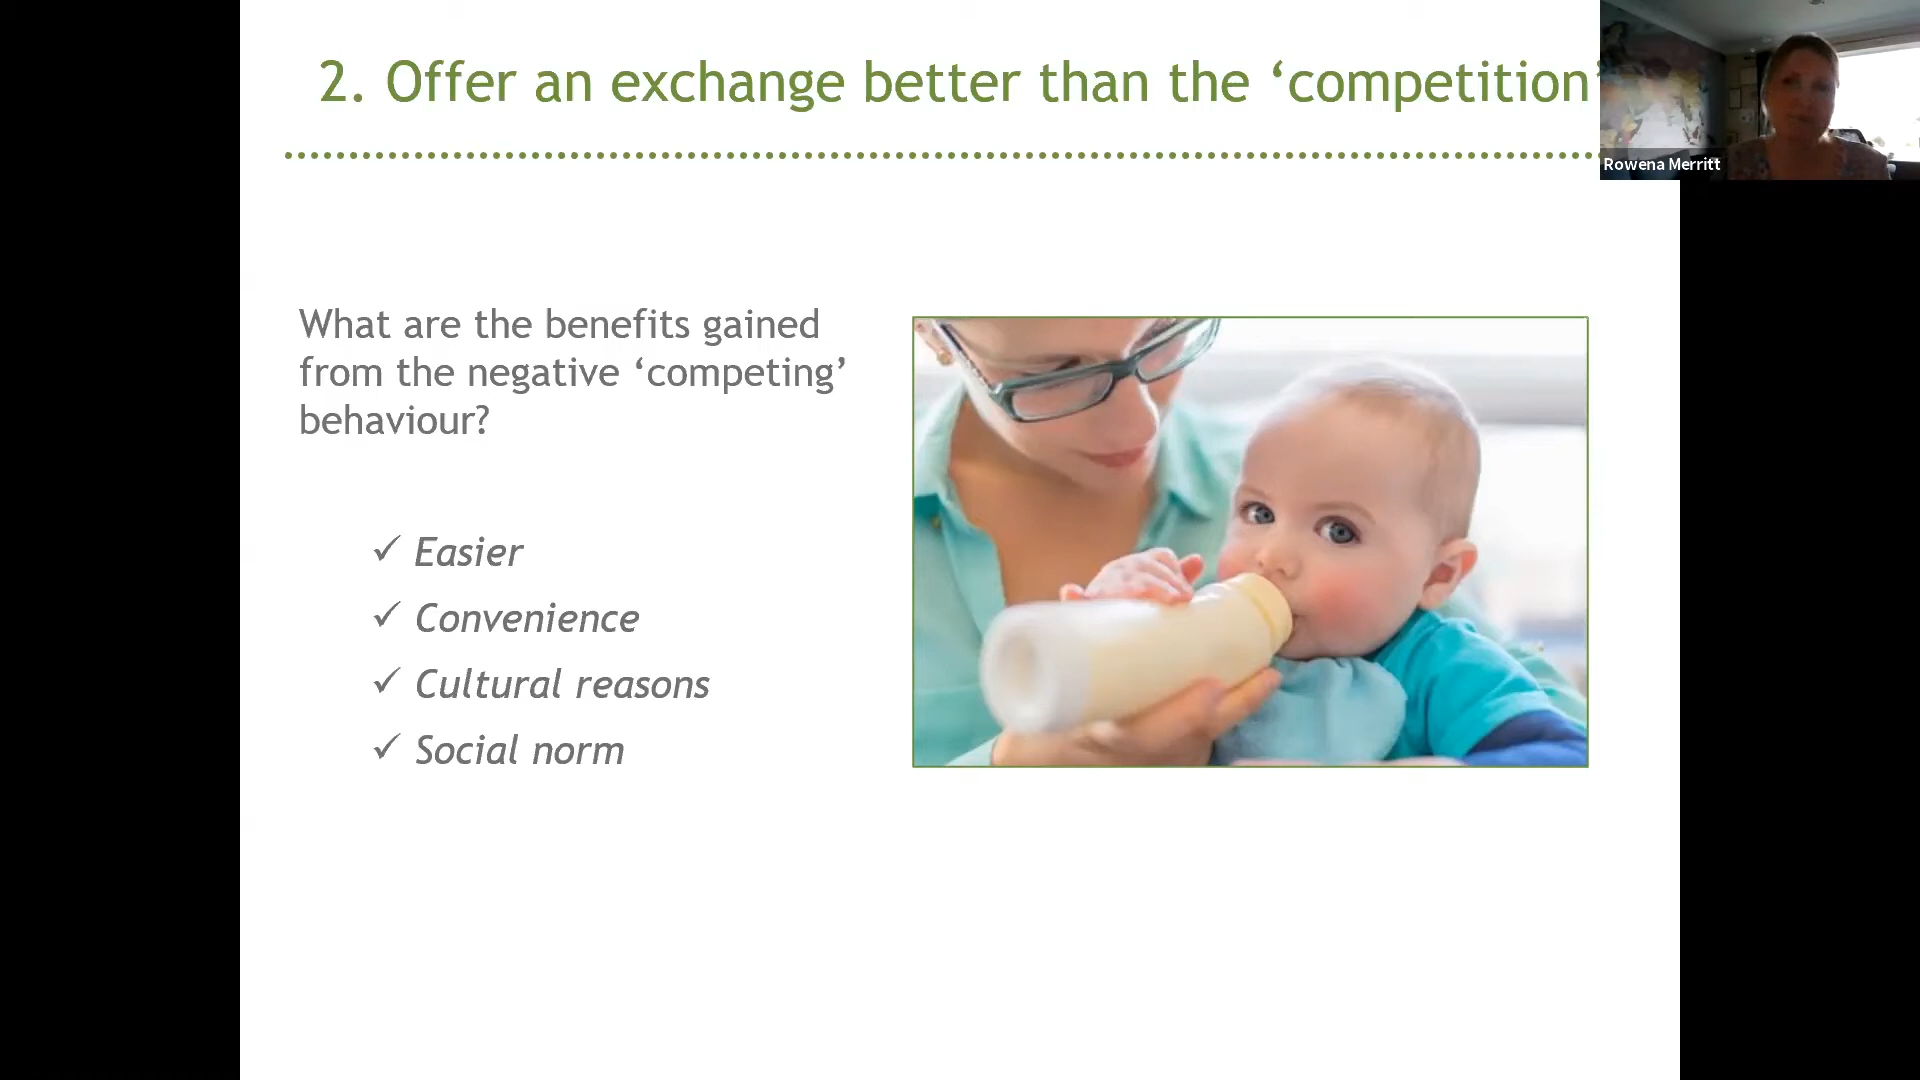 2. Offer an exchange better than the ‘competition’
Rowena Merritt
What are the benefits gained
from the negative ‘competing’
behaviour?
✓ Easier
✓ Convenience
✓ Cultural reasons
✓ Social norm